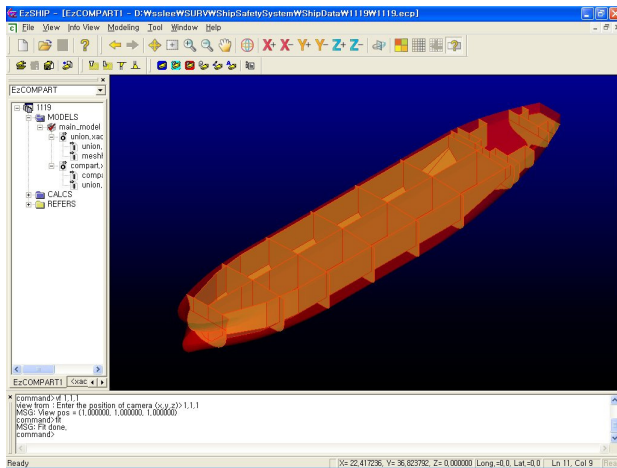 EzSHIP - [EzCOMPART1 - D:₩sslee₩SURV₩ShipSafetySystem₩ShipData₩1119₩1119.ecp]
File View Info View Modeling Tool Window Help
X+ X- Y+ Y- Z+ Z-
EzCOMPART
1119
MODELS
main_model
union,xac
union,
meshl
compart,x
compa
union,
CALCS
REFERS
EzCOMPART1 <xac
command> vf 1,1,1
view from : Enter the position of camera (x,y,z)>1,1,1
MSG: View pos = (1,000000, 1,000000, 1,000000)
command>fit
MSG: Fit done,
command>
Ready X= 22,417236, Y= 36,823792, Z= 0,000000 Long,=0,0, Lat,=0,0 Ln 11, Col 9